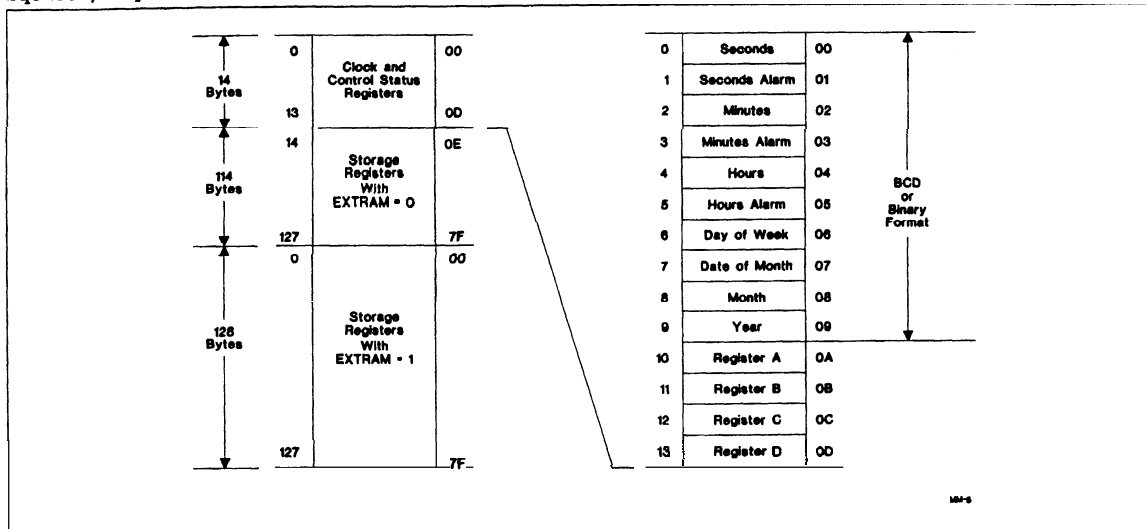 0
00
14
Bytes
Clock and
Control Status
Registers
13
0D
14
0E
114
Bytes
Storage
Registers
With
EXTRAM = 0
127
7F
0
00
128
Bytes
Storage
Registers
With
EXTRAM = 1
127
7F
0 Seconds 00
1 Seconds Alarm 01
2 Minutes 02
3 Minutes Alarm 03
4 Hours 04
5 Hours Alarm 05
6 Day of Week 06
7 Date of Month 07
8 Month 08
9 Year 09
10 Register A 0A
11 Register B 0B
12 Register C 0C
13 Register D 0D
BCD
or
Binary
Format